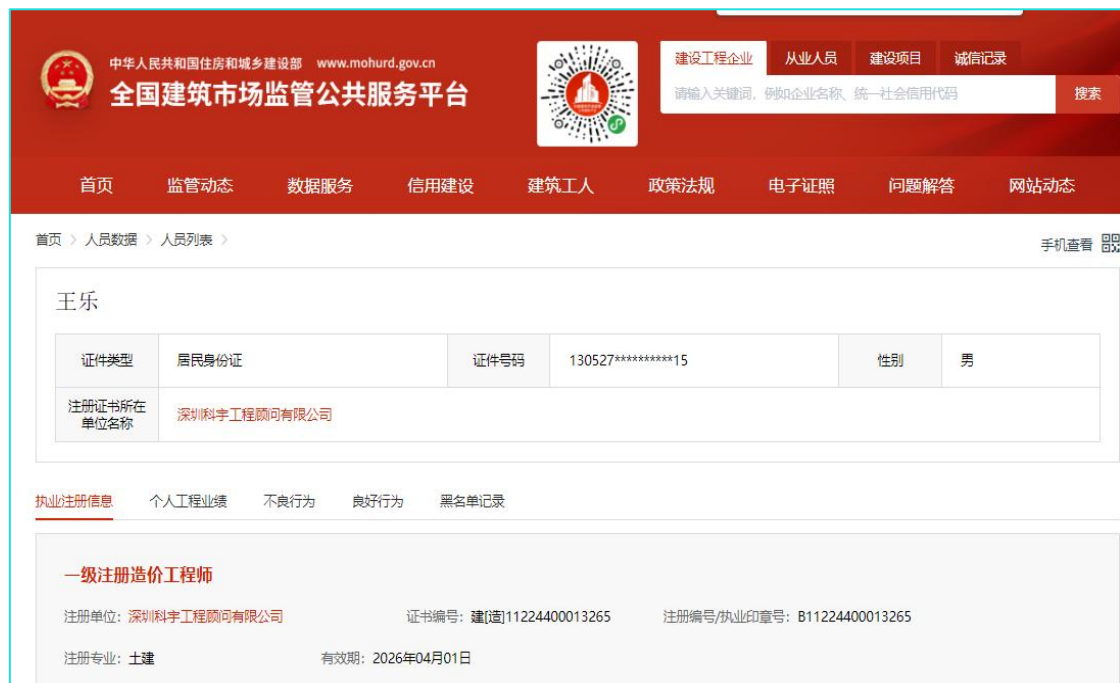 中华人民共和国住房和城乡建设部 www.mohurd.gov.cn
全国建筑市场监管公共服务平台
建设工程企业 从业人员 建设项目 诚信记录
请输入关键词，例如企业名称、统一社会信用代码 搜索
首页 监管动态 数据服务 信用建设 建筑工人 政策法规 电子证照 问题解答 网站动态
首页 > 人员数据 > 人员列表 >
手机查看
王乐
证件类型 居民身份证 证件号码 130527**********15 性别 男
注册证书所在
单位名称
深圳科宇工程顾问有限公司
执业注册信息 个人工程业绩 不良行为 良好行为 黑名单记录
一级注册造价工程师
注册单位：深圳科宇工程顾问有限公司 证书编号：建[造]11224400013265 注册编号/执业印章号：B11224400013265
注册专业：土建 有效期：2026年04月01日